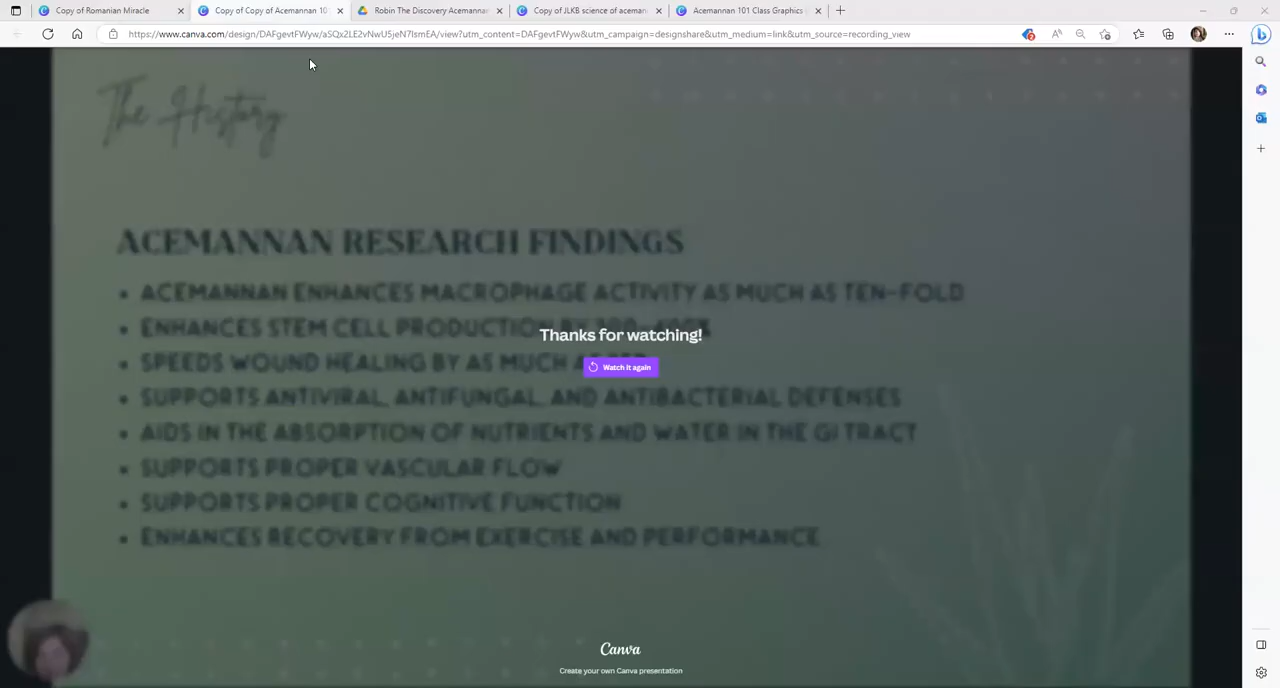 Copy of Romanian Miracle
Copy of Copy of Acemannan 10
Robin The Discovery Acemannan
Copy of JLKB science of aceman
Acemannan 101 Class Graphics
https://www.canva.com/design/DAFgevtFWyw/aSQx2LE2vNwU5jeN7lsmEA/view?utm_content=DAFgevtFWyw&utm_campaign=designshare&utm_medium=link&utm_source=recording_view
The History
ACEMANNAN RESEARCH FINDINGS
• ACEMANNAN ENHANCES MACROPHAGE ACTIVITY AS MUCH AS TEN-FOLD
• ENHANCES STEM CELL PRODUCTION
Thanks for watching!
• SPEEDS WOUND HEALING BY AS MUCH
Watch it again
• SUPPORTS ANTIVIRAL, ANTIFUNGAL, AND ANTIBACTERIAL DEFENSES
• AIDS IN THE ABSORPTION OF NUTRIENTS AND WATER IN THE GI TRACT
• SUPPORTS PROPER VASCULAR FLOW
• SUPPORTS PROPER COGNITIVE FUNCTION
• ENHANCES RECOVERY FROM EXERCISE AND PERFORMANCE
Canva
Create your own Canva presentation